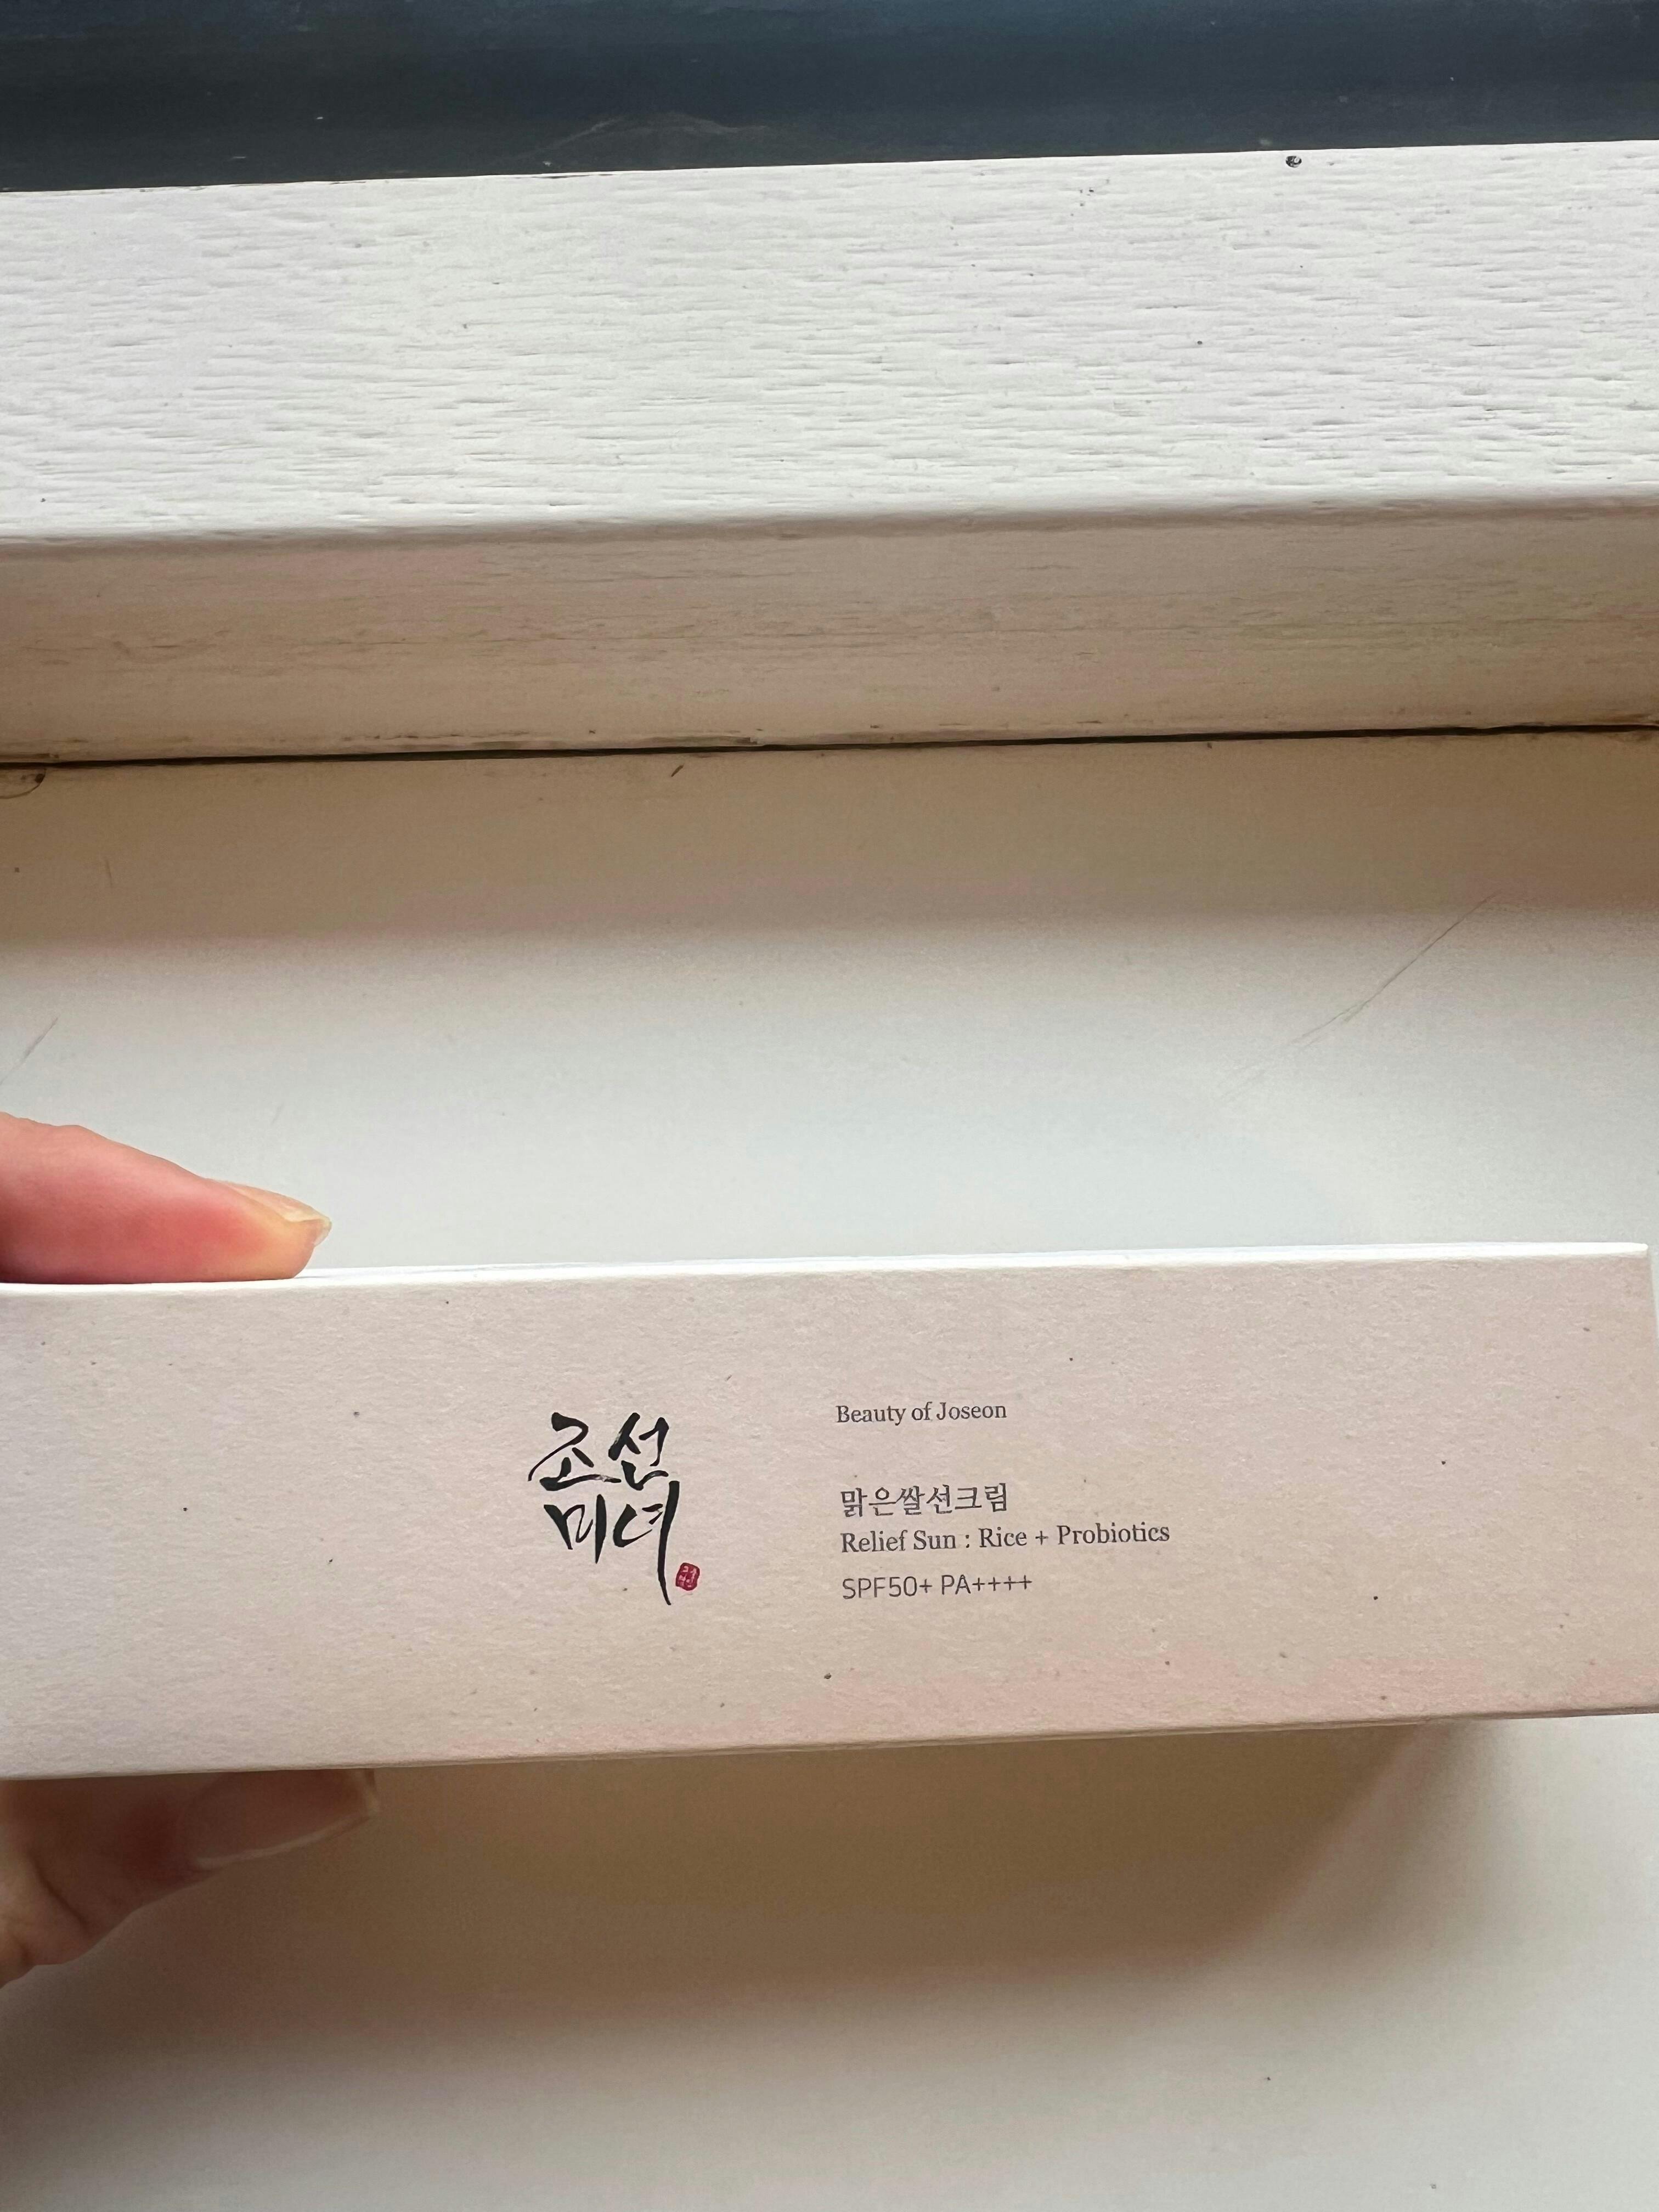 조선
미녀
Beauty of Joseon
맑은쌀선크림
Relief Sun : Rice + Probiotics
SPF50+ PA++++